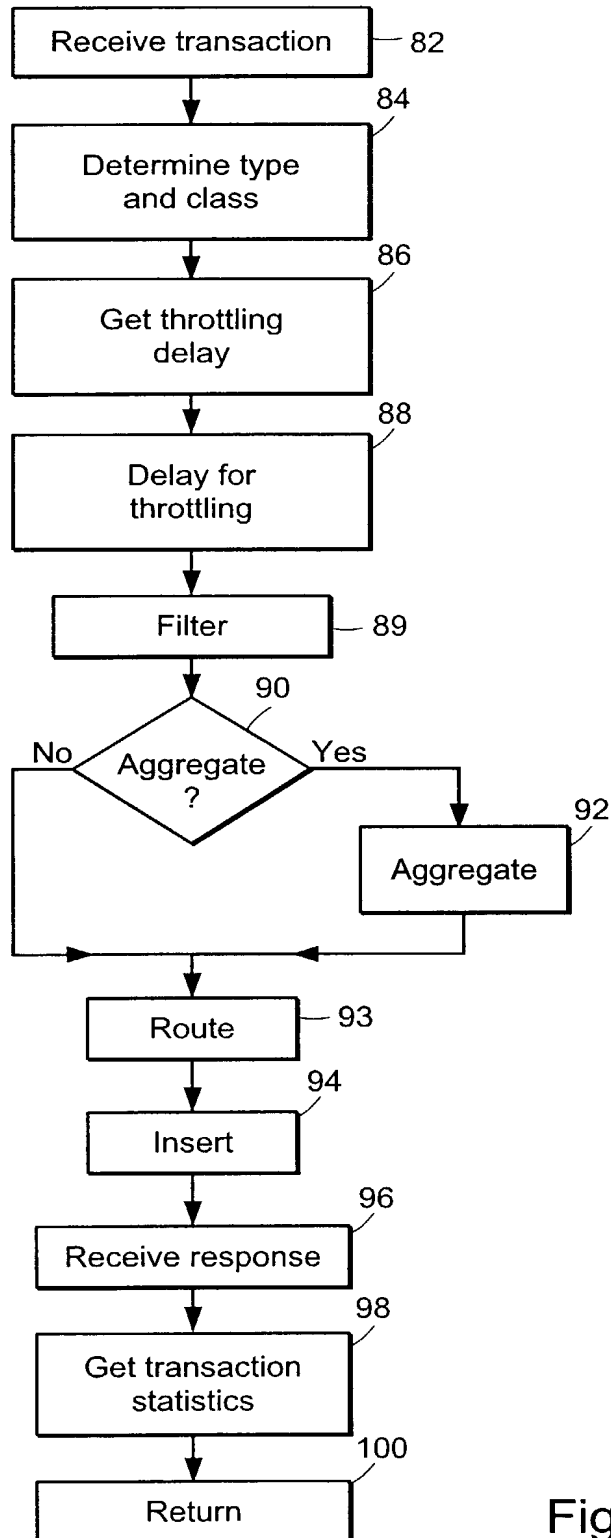 Receive transaction
82
84
Determine type
and class
86
Get throttling
delay
88
Delay for
throttling
Filter
89
90
No
Yes
Aggregate
?
92
Aggregate
Route
93
94
Insert
96
Receive response
98
Get transaction
statistics
100
Return
Fig